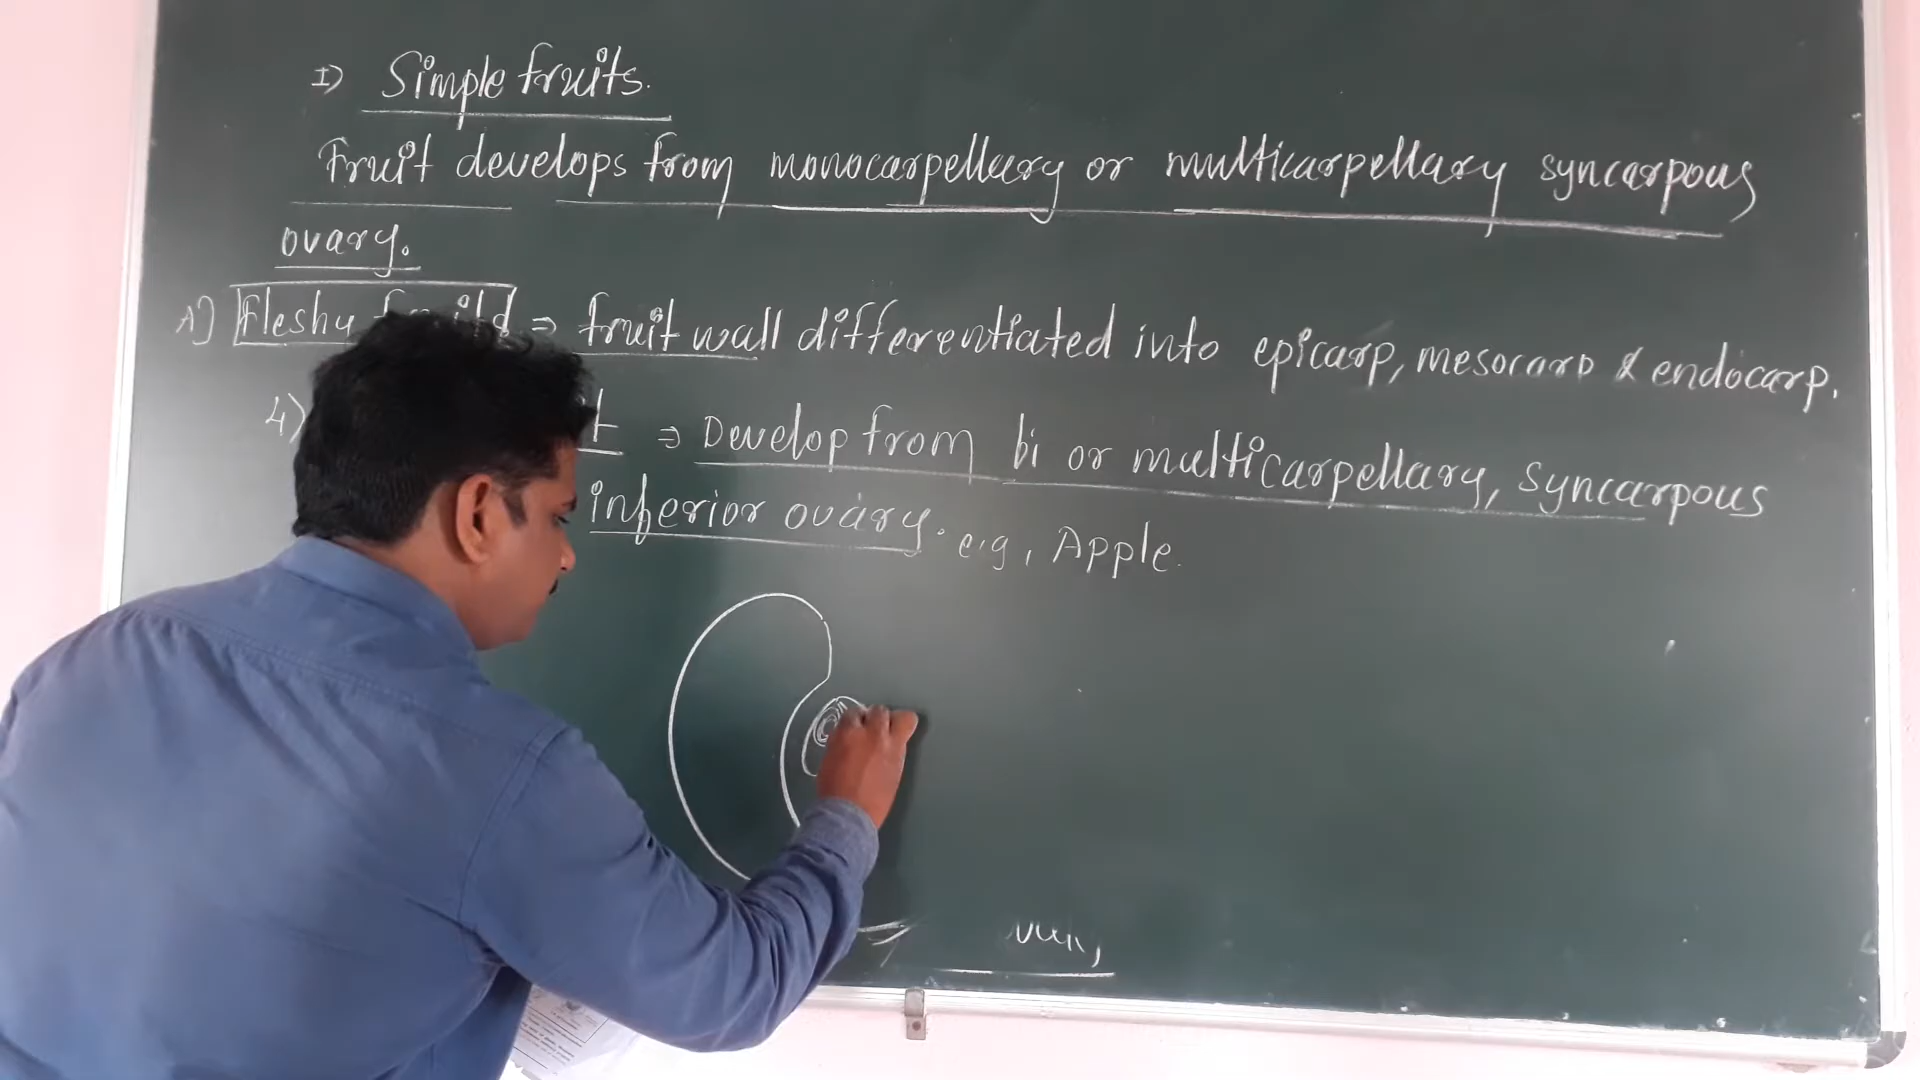 I) Simple fruits.
Fruit develops from monocarpellary or multicarpellary syncarpous
ovary.
A) Fleshy ⇒ fruit wall differentiated into epicarp, mesocarp & endocarp.
4) ⇒ Develop from bi or multicarpellary, syncarpous
inferior ovary. e.g, Apple.